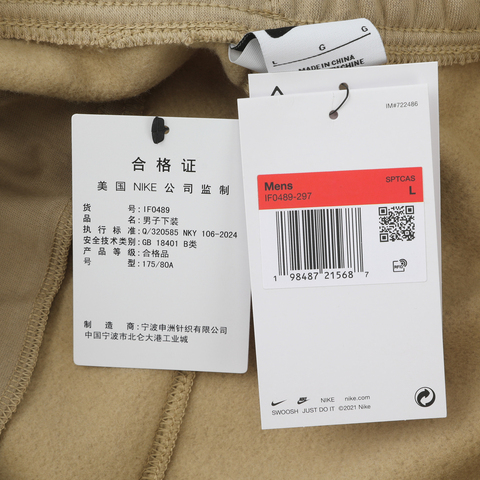 L G G
MADE IN CHINA
IM#722486
合格证
美国 NIKE 公司监制
货 号: IF0489
品 名: 男子下装
执 行 标 准: Q/320585 NKY 106-2024
安全技术类别: GB 18401 B类
产 品 等 级: 合格品
号 型: 175/80A
制 造 商: 宁波申洲针织有限公司
中国宁波市北仑大港工业城
SPTCAS
Mens L
IF0489-297
1 98487 21568 7
RFID
NIKE nike.com
SWOOSH JUST DO IT ©2021 Nike